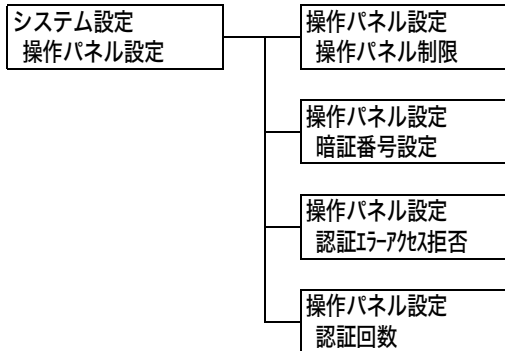 システム設定
操作パネル設定
操作パネル設定
操作パネル制限
操作パネル設定
暗証番号設定
操作パネル設定
認証ｴﾗｰｱｸｾｽ拒否
操作パネル設定
認証回数